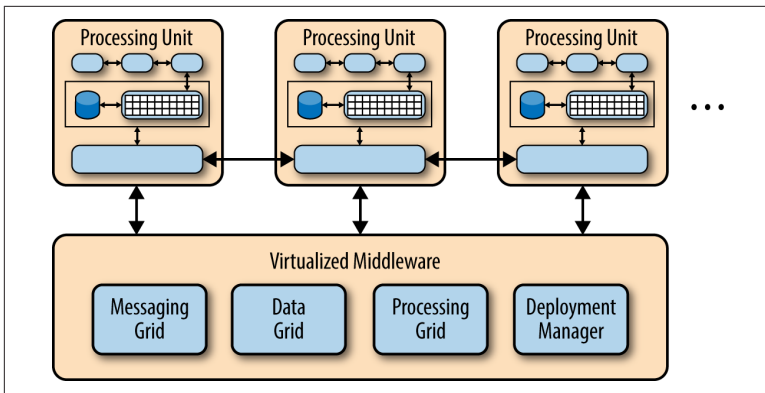 Processing Unit
Processing Unit
Processing Unit
...
Virtualized Middleware
Messaging
Grid
Data
Grid
Processing
Grid
Deployment
Manager